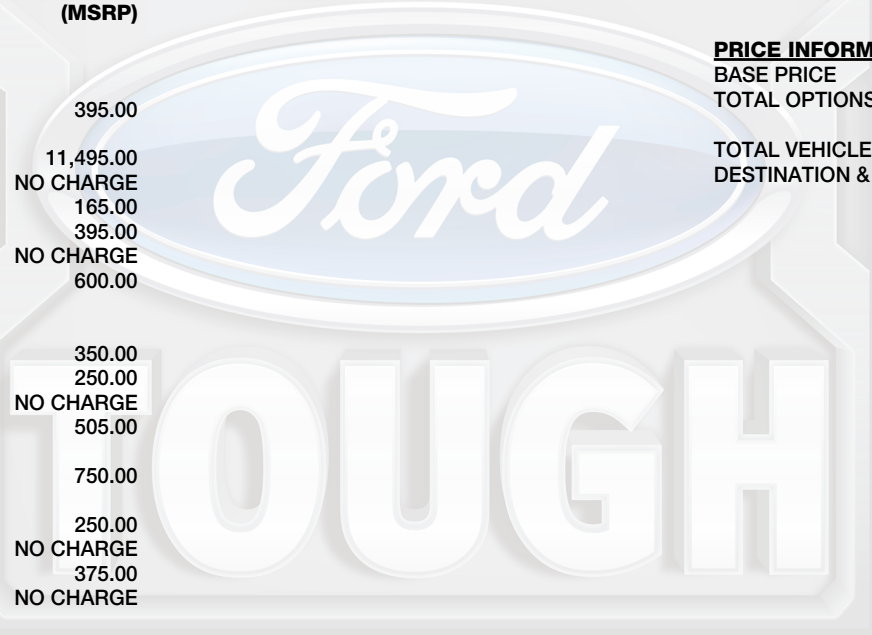 (MSRP)
395.00
11,495.00
NO CHARGE
165.00
395.00
NO CHARGE
600.00
350.00
250.00
NO CHARGE
505.00
750.00
250.00
NO CHARGE
375.00
NO CHARGE
PRICE INFORM
BASE PRICE
TOTAL OPTIONS
TOTAL VEHICLE
DESTINATION &
Ford
TOUGH